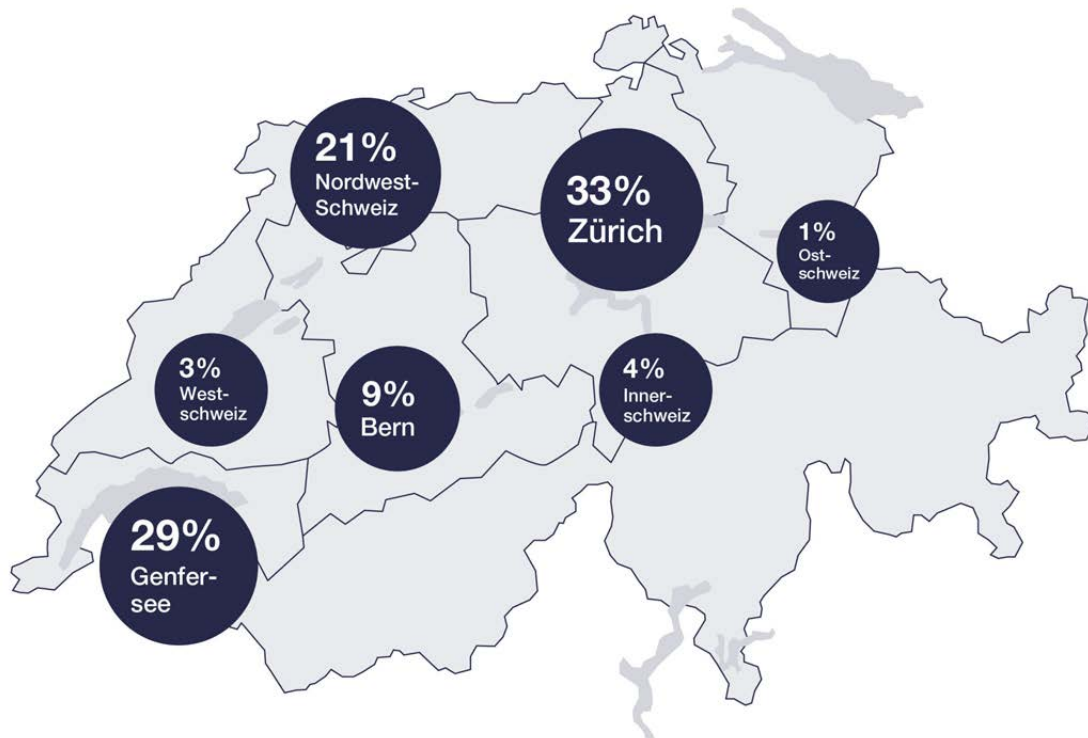 21%
Nordwest-
Schweiz
33%
Zürich
1%
Ost-
schweiz
3%
West-
schweiz
9%
Bern
4%
Inner-
schweiz
29%
Genfer-
see